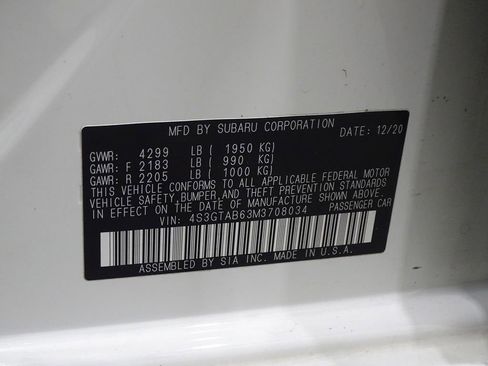 MFD BY SUBARU CORPORATION DATE: 12/20
GVWR: 4299 LB ( 1950 KG)
GAWR: F 2183 LB ( 990 KG)
GAWR: R 2205 LB ( 1000 KG)
THIS VEHICLE CONFORMS TO ALL APPLICABLE FEDERAL MOTOR
VEHICLE SAFETY,BUMPER,AND THEFT PREVENTION STANDARDS
IN EFFECT ON THE DATE OF MANUFACTURE SHOWN ABOVE.
VIN: 4S3GTAB63M3708034 PASSENGER CAR
ASSEMBLED BY SIA INC. MADE IN U.S.A.